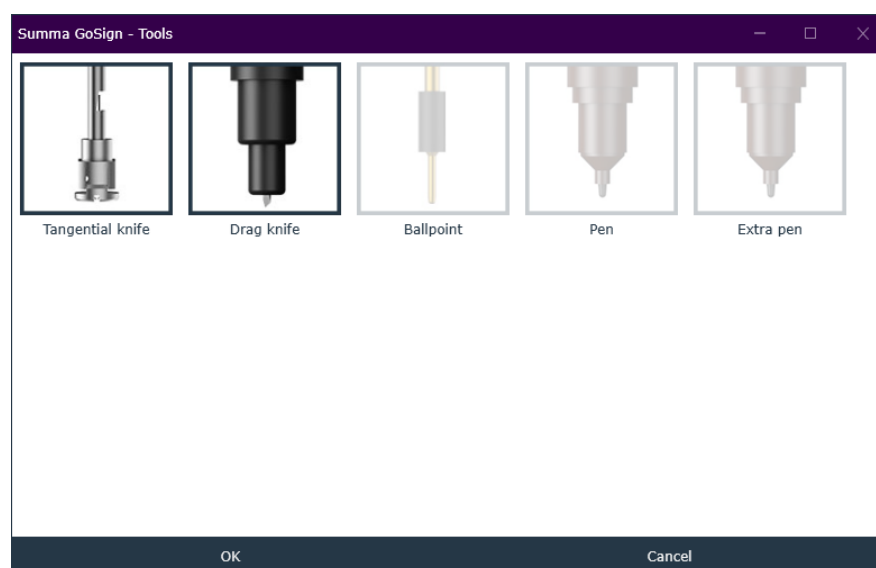 Summa GoSign - Tools
Tangential knife
Drag knife
Ballpoint
Pen
Extra pen
OK
Cancel